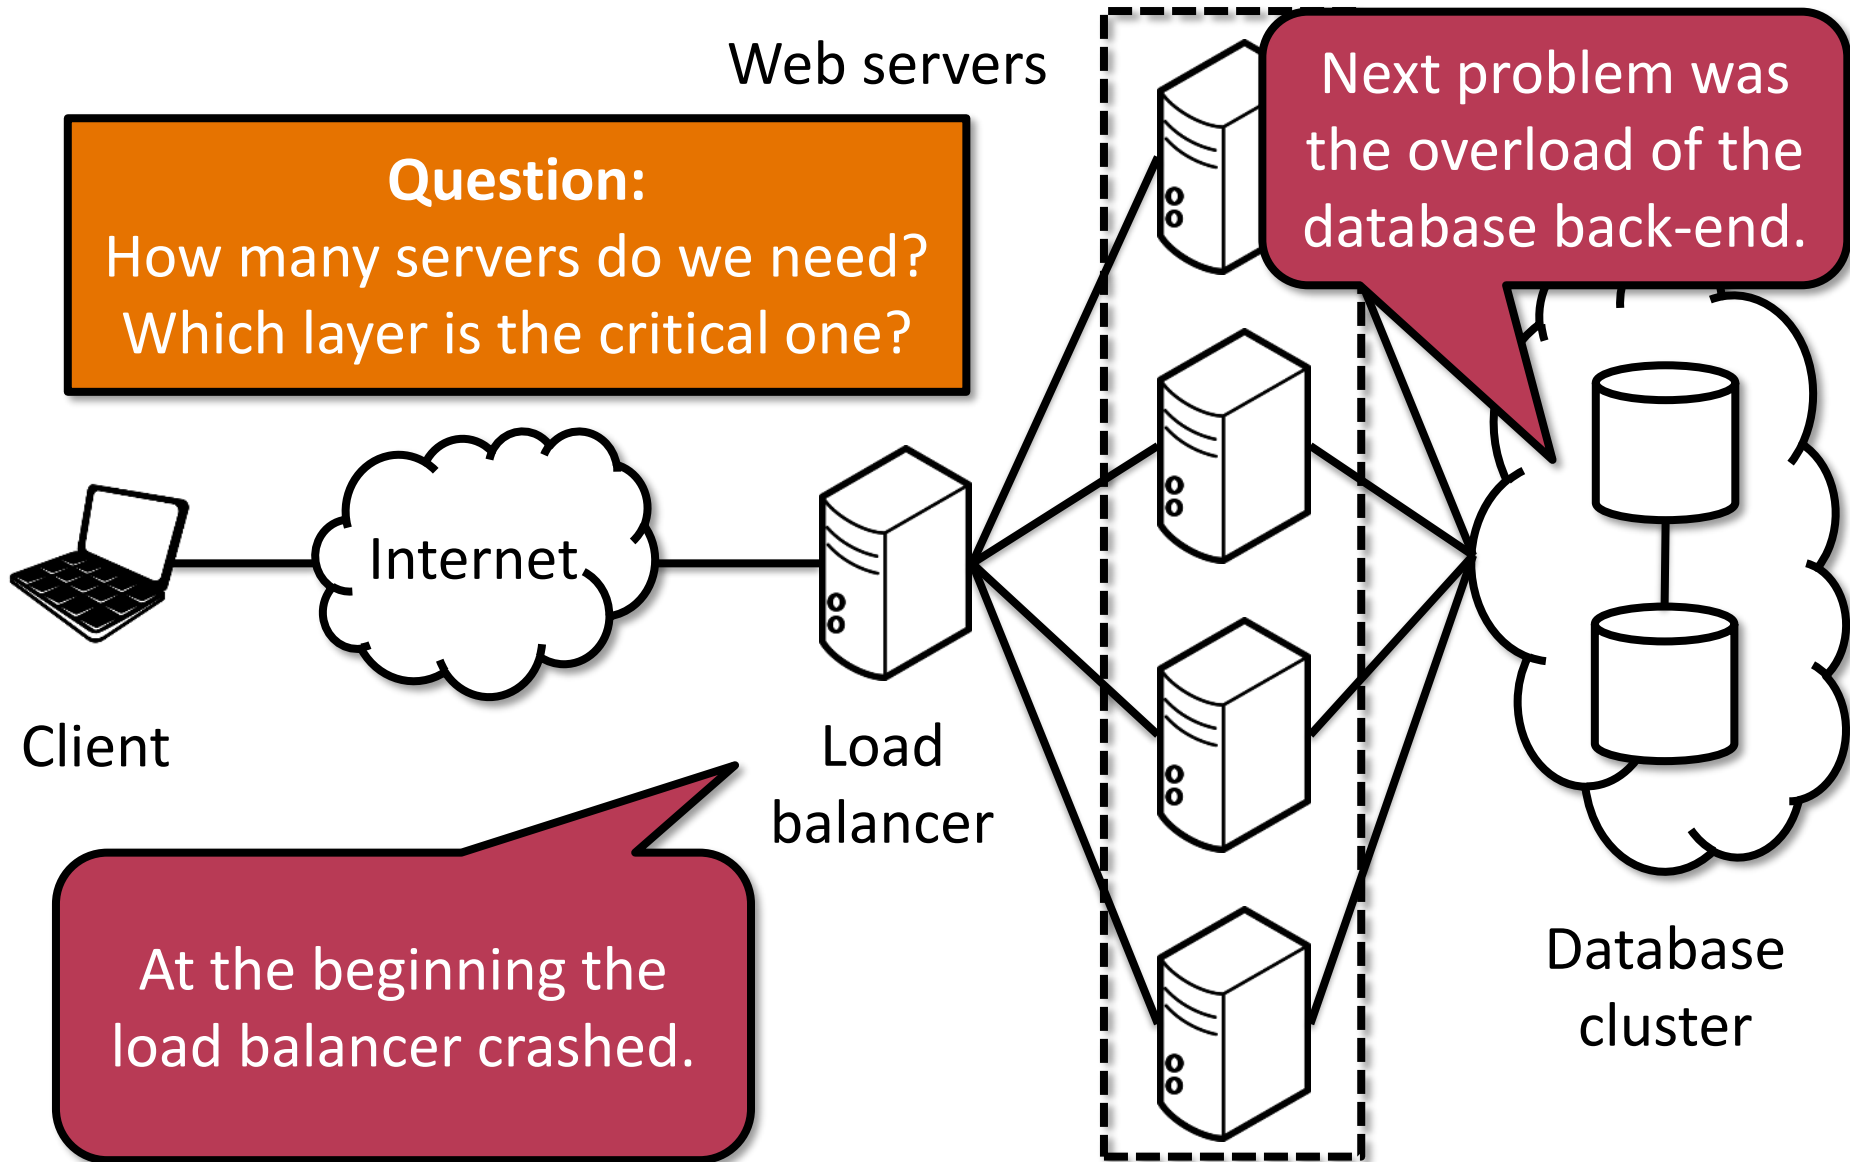 Web servers
Next problem was
the overload of the
database back-end.
Question:
How many servers do we need?
Which layer is the critical one?
Internet
Client
Load
balancer
At the beginning the
load balancer crashed.
Database
cluster